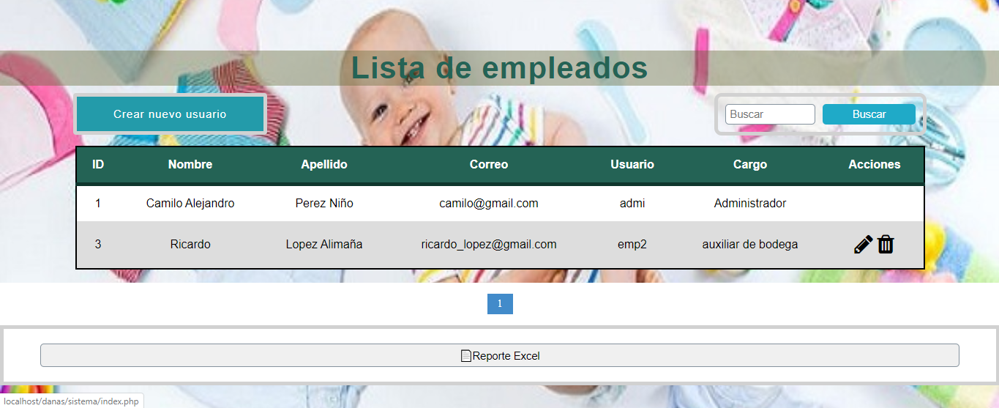 Lista de empleados
Crear nuevo usuario
Buscar Buscar
ID Nombre Apellido Correo Usuario Cargo Acciones
1 Camilo Alejandro Perez Niño camilo@gmail.com admi Administrador
3 Ricardo Lopez Alimaña ricardo_lopez@gmail.com emp2 auxiliar de bodega
1
Reporte Excel
localhost/danas/sistema/index.php